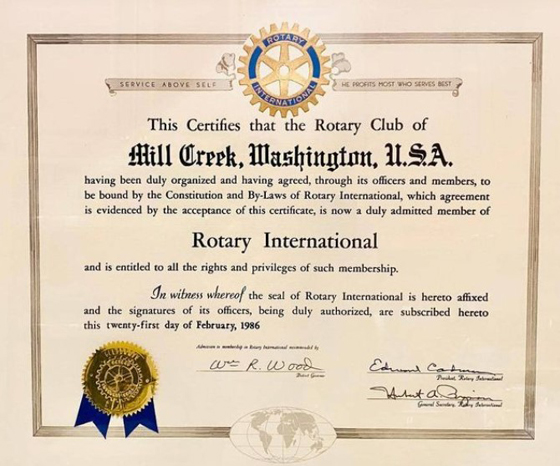 ROTARY
INTERNATIONAL
SERVICE ABOVE SELF
HE PROFITS MOST WHO SERVES BEST
This Certifies that the Rotary Club of
Mill Creek, Washington, U.S.A.
having been duly organized and having agreed, through its officers and members, to
be bound by the Constitution and By-Laws of Rotary International, which agreement
is evidenced by the acceptance of this certificate, is now a duly admitted member of
Rotary International
and is entitled to all the rights and privileges of such membership.
In witness whereof the seal of Rotary International is hereto affixed
and the signatures of its officers, being duly authorized, are subscribed hereto
this twenty-first day of February, 1986
Admission to membership in Rotary International recommended by
Wm R. Wood
District Governor
Edward
President, Rotary International
General Secretary, Rotary International